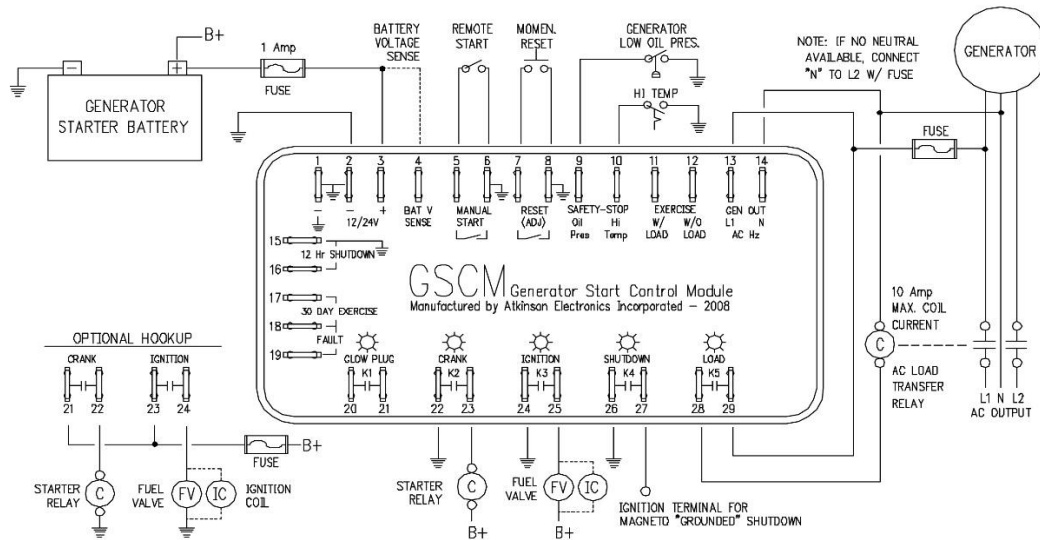 B+
1 Amp
FUSE
GENERATOR
STARTER BATTERY
BATTERY
VOLTAGE
SENSE
REMOTE
START
MOMEN.
RESET
GENERATOR
LOW OIL PRES.
HI TEMP
NOTE: IF NO NEUTRAL
AVAILABLE, CONNECT
"N" TO L2 W/ FUSE
GENERATOR
FUSE
1 2 3 4 5 6 7 8 9 10 11 12 13 14
- - +
12/24V
BAT V
SENSE
MANUAL
START
RESET
(ADJ)
SAFETY-STOP
Oil
Pres
Hi
Temp
EXERCISE
W/
LOAD
W/O
LOAD
GEN OUT
L1 N
AC Hz
15
12 Hr SHUTDOWN
16
17
30 DAY EXERCISE
18
FAULT
19
GSCM Generator Start Control Module
Manufactured by Atkinson Electronics Incorporated - 2008
GLOW PLUG
K1
20 21
CRANK
K2
22 23
IGNITION
K3
24 25
SHUTDOWN
K4
26 27
LOAD
K5
28 29
10 Amp
MAX. COIL
CURRENT
C
AC LOAD
TRANSFER
RELAY
L1 N L2
AC OUTPUT
OPTIONAL HOOKUP
CRANK
IGNITION
21 22 23 24
FUSE
B+
STARTER
RELAY
C
FUEL
VALVE
FV
IC
IGNITION
COIL
STARTER
RELAY
C
B+
FUEL
VALVE
FV
IC
B+
IGNITION TERMINAL FOR
MAGNETO "GROUNDED" SHUTDOWN